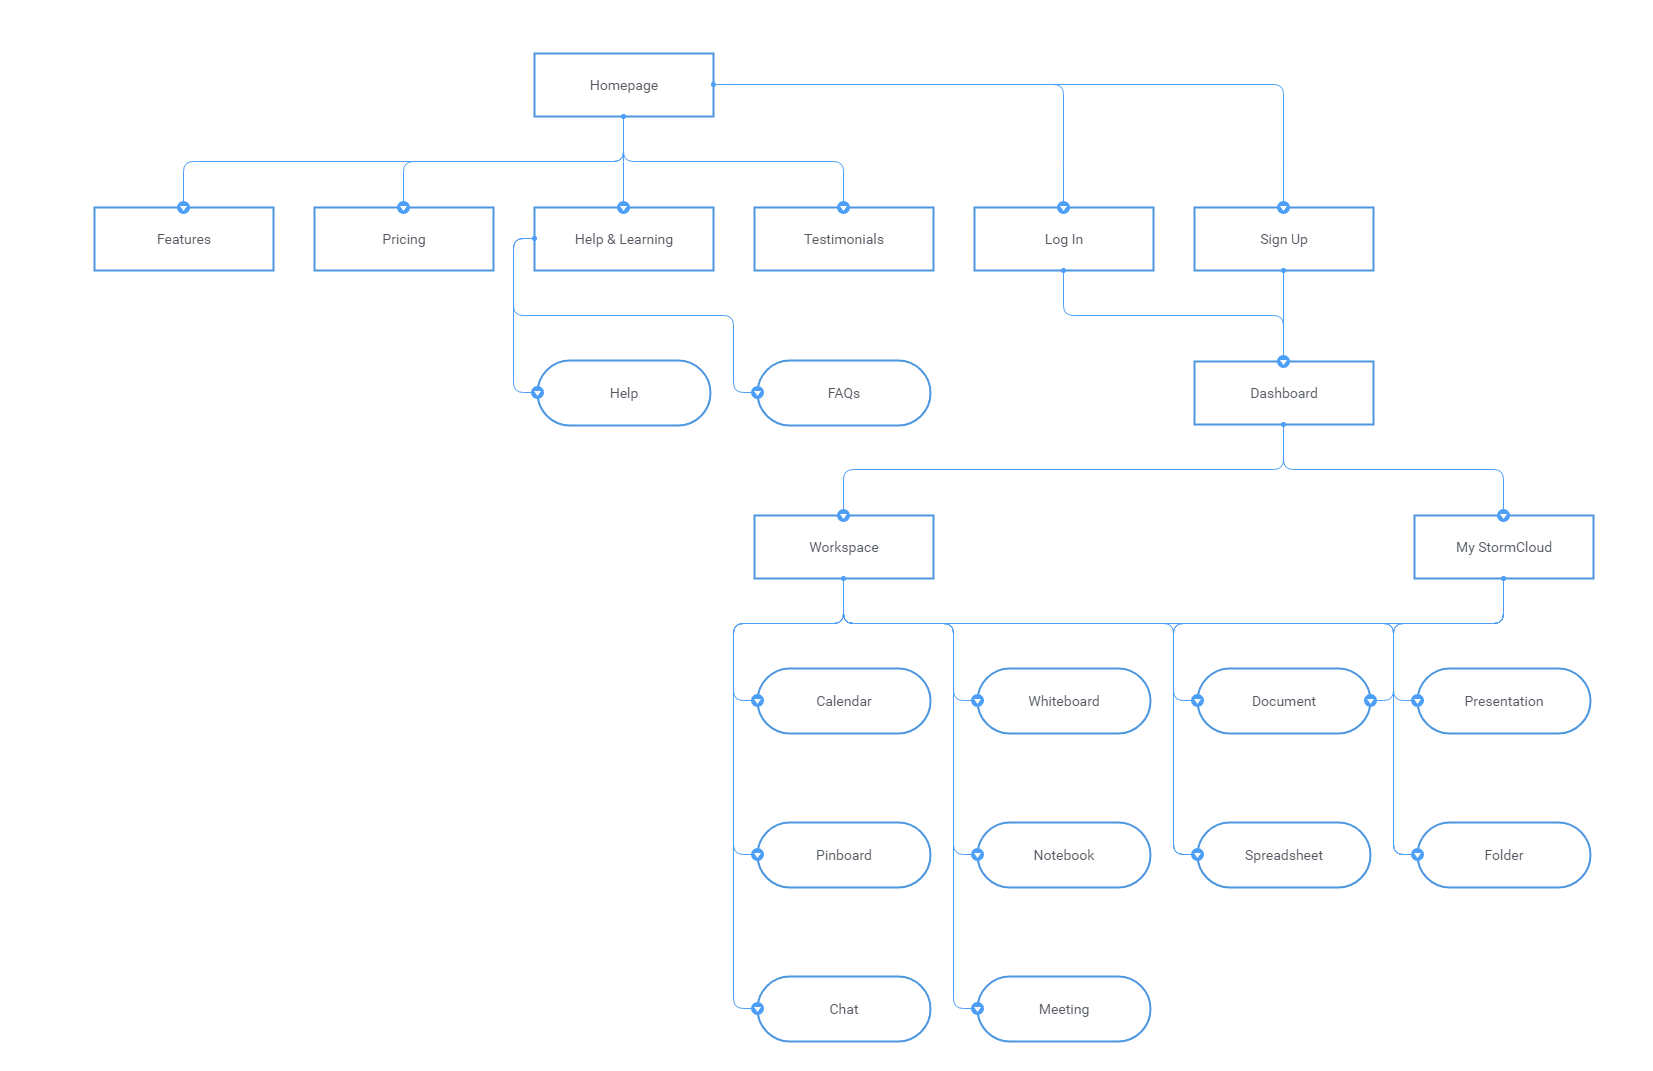 Homepage
Features
Pricing
Help & Learning
Testimonials
Log In
Sign Up
Help
FAQs
Dashboard
Workspace
My StormCloud
Calendar
Whiteboard
Document
Presentation
Pinboard
Notebook
Spreadsheet
Folder
Chat
Meeting